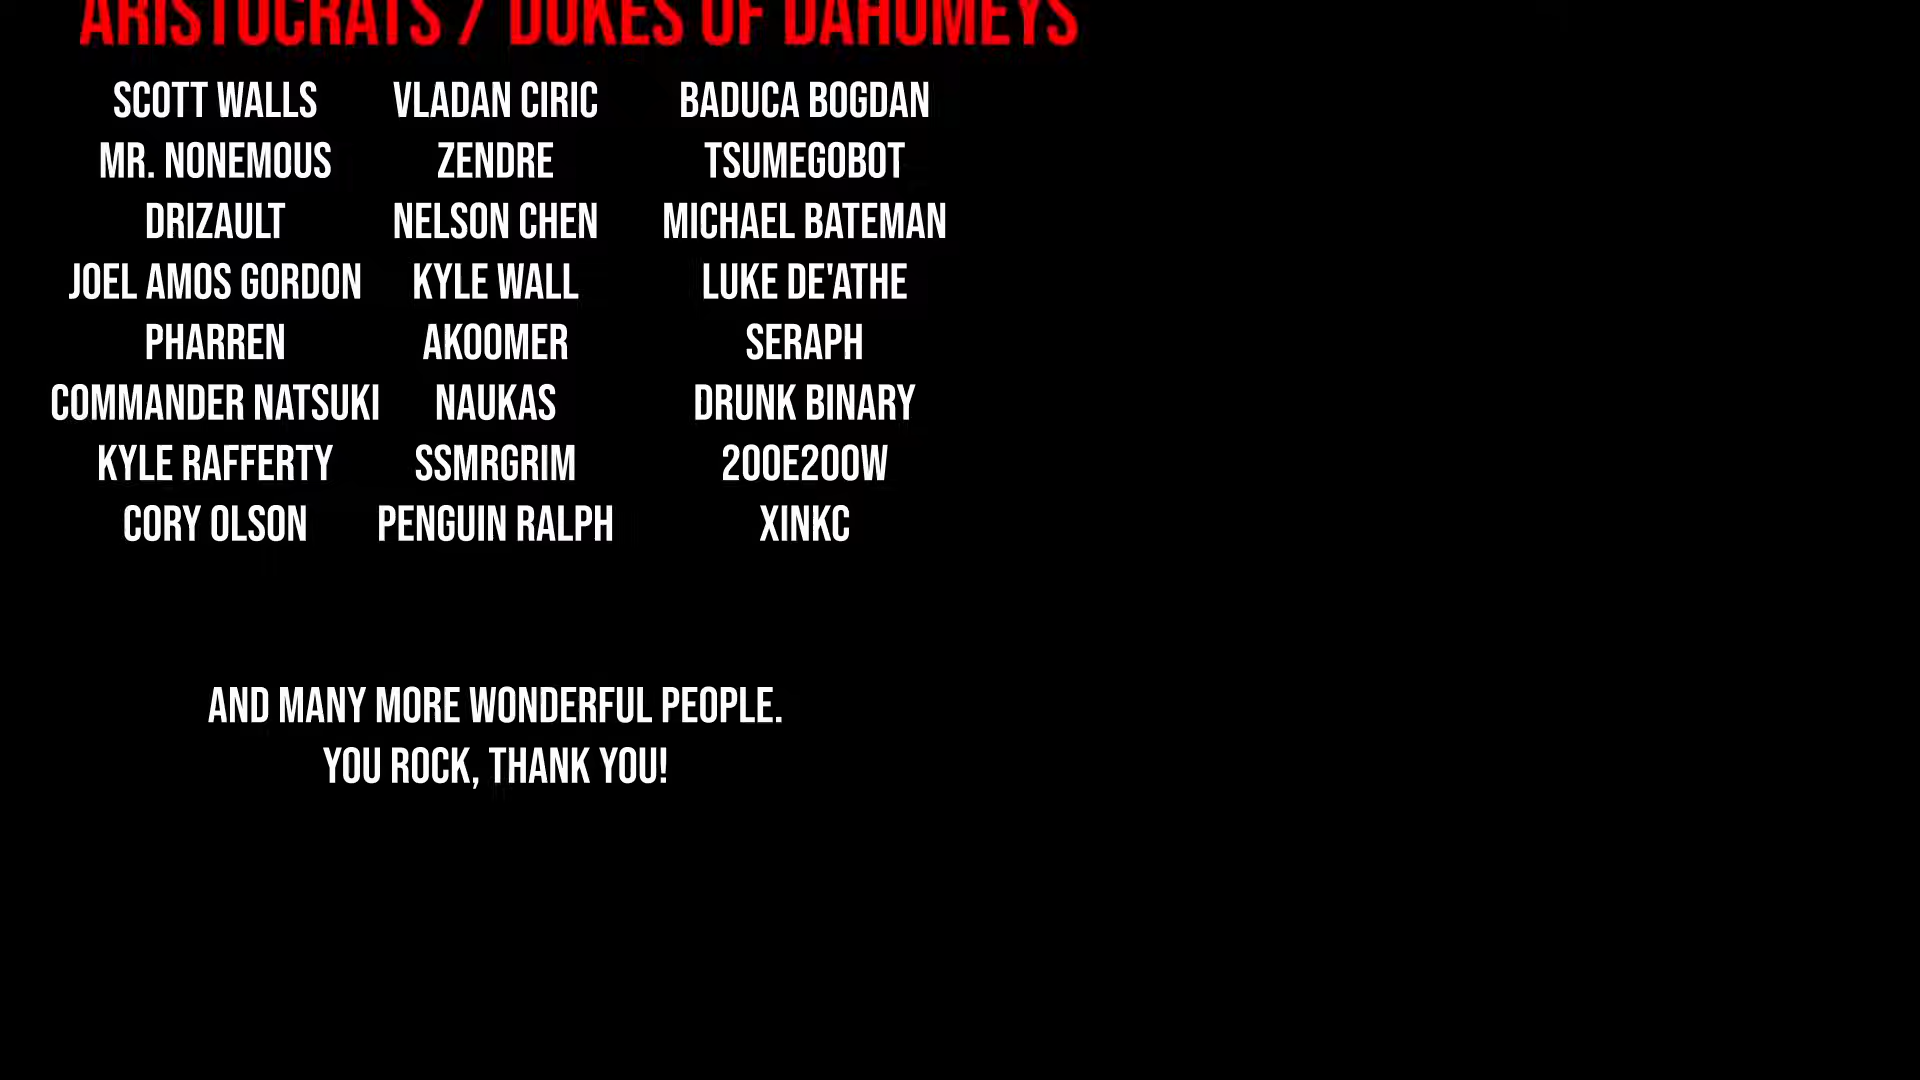 ARISTOCRATS / DUKES OF DAHOMEYS
SCOTT WALLS VLADAN CIRIC BADUCA BOGDAN
MR. NONEMOUS ZENDRE TSUMEGOBOT
DRIZAULT NELSON CHEN MICHAEL BATEMAN
JOEL AMOS GORDON KYLE WALL LUKE DE'ATHE
PHARREN AKOOMER SERAPH
COMMANDER NATSUKI NAUKAS DRUNK BINARY
KYLE RAFFERTY SSMRGRIM 200E200W
CORY OLSON PENGUIN RALPH XINKC
AND MANY MORE WONDERFUL PEOPLE.
YOU ROCK, THANK YOU!